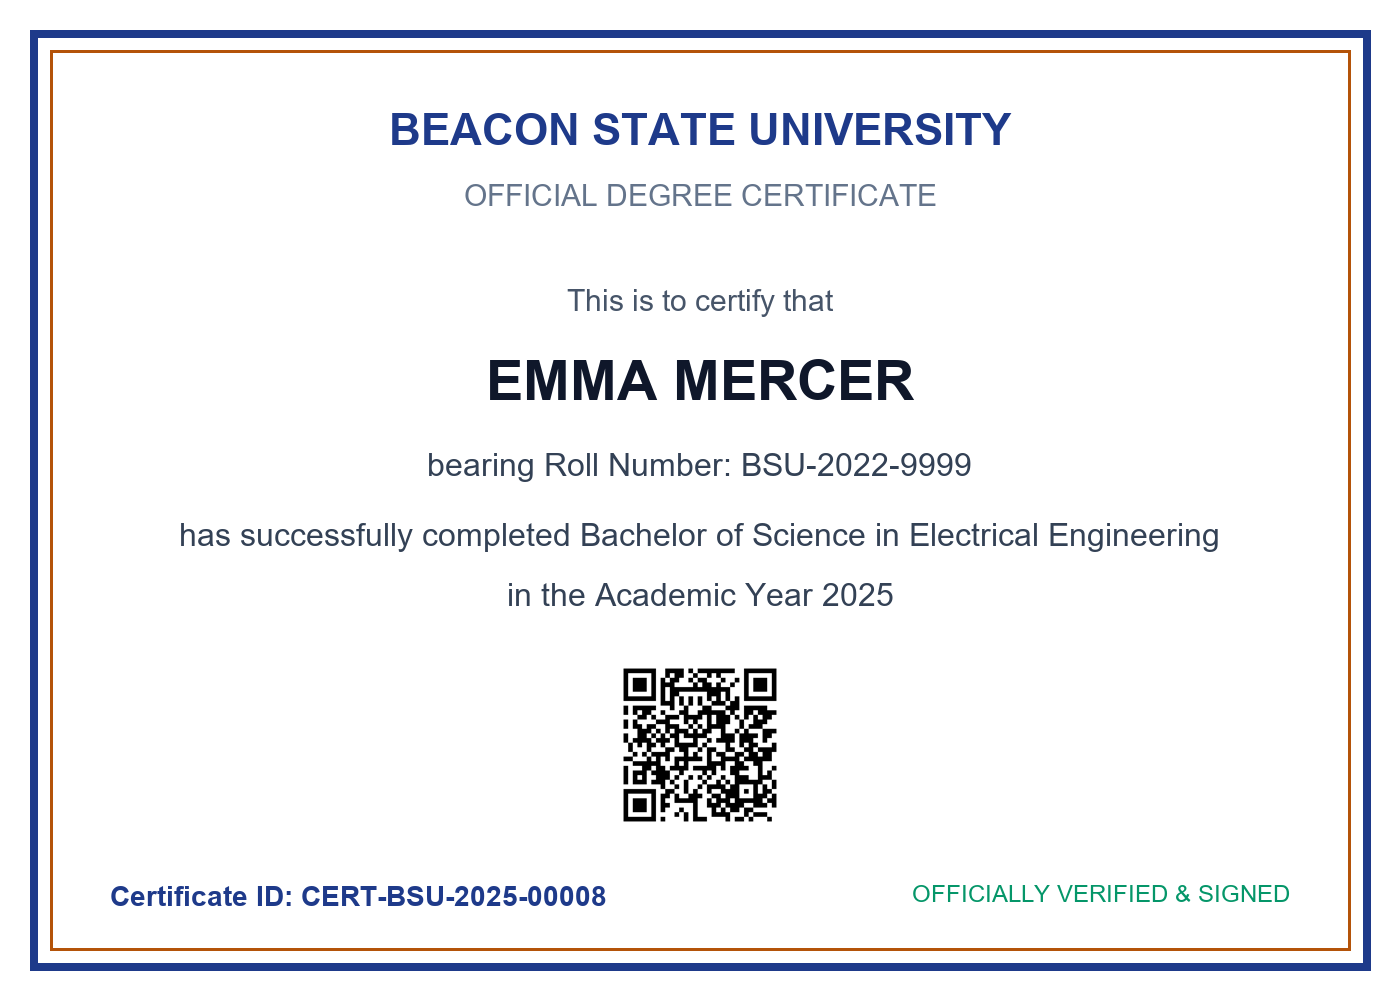 BEACON STATE UNIVERSITY
OFFICIAL DEGREE CERTIFICATE
This is to certify that
EMMA MERCER
bearing Roll Number: BSU-2022-9999
has successfully completed Bachelor of Science in Electrical Engineering
in the Academic Year 2025
Certificate ID: CERT-BSU-2025-00008
OFFICIALLY VERIFIED & SIGNED